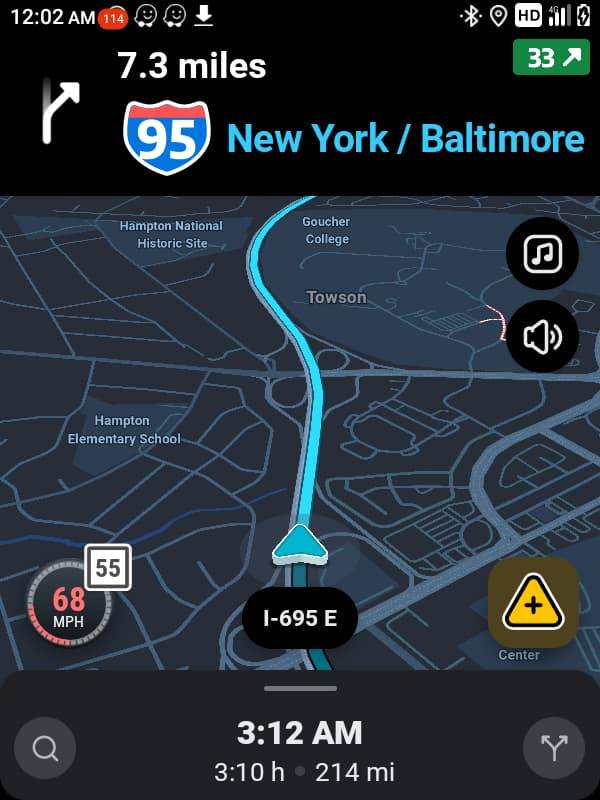 12:02 AM 114 HD 4G
7.3 miles
33
95 New York / Baltimore
Hampton National
Historic Site
Goucher
College
Towson
Hampton
Elementary School
55
68
MPH
I-695 E
Center
3:12 AM
3:10 h • 214 mi